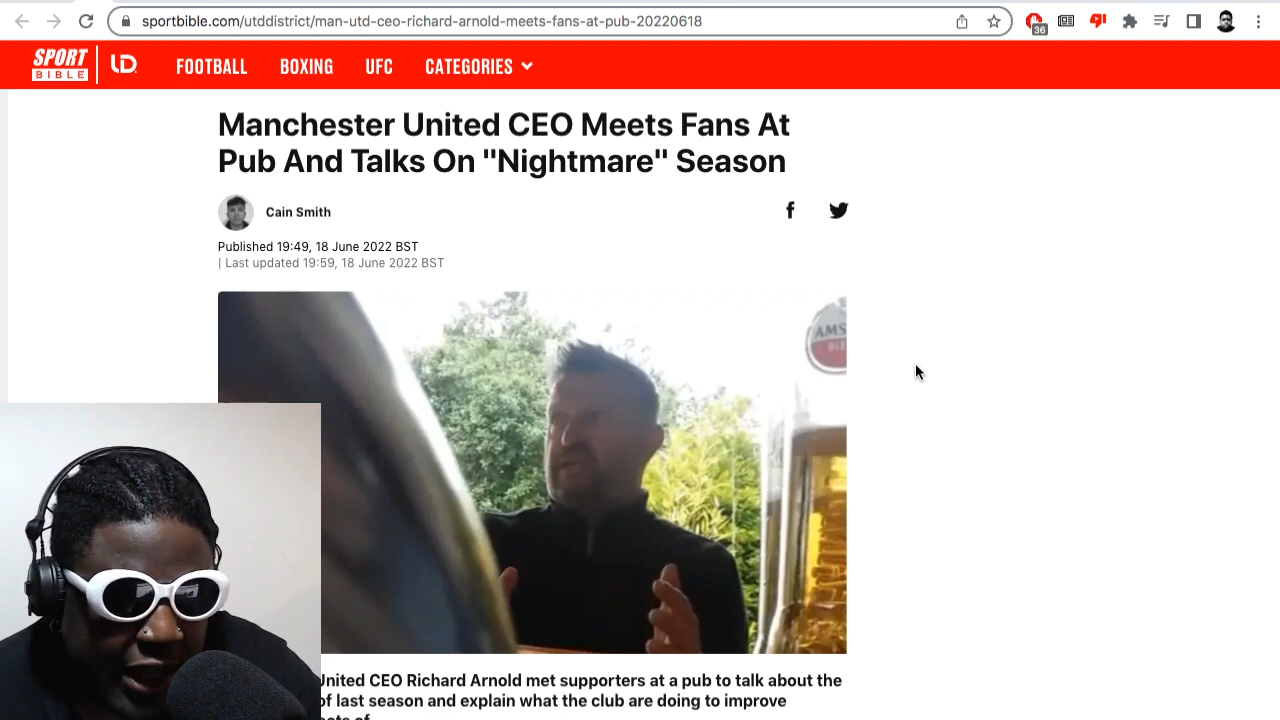 sportbible.com/utddistrict/man-utd-ceo-richard-arnold-meets-fans-at-pub-20220618
36
SPORT
BIBLE
UD
FOOTBALL
BOXING
UFC
CATEGORIES
Manchester United CEO Meets Fans At
Pub And Talks On "Nightmare" Season
Cain Smith
Published 19:49, 18 June 2022 BST
| Last updated 19:59, 18 June 2022 BST
AMS
United CEO Richard Arnold met supporters at a pub to talk about the
of last season and explain what the club are doing to improve